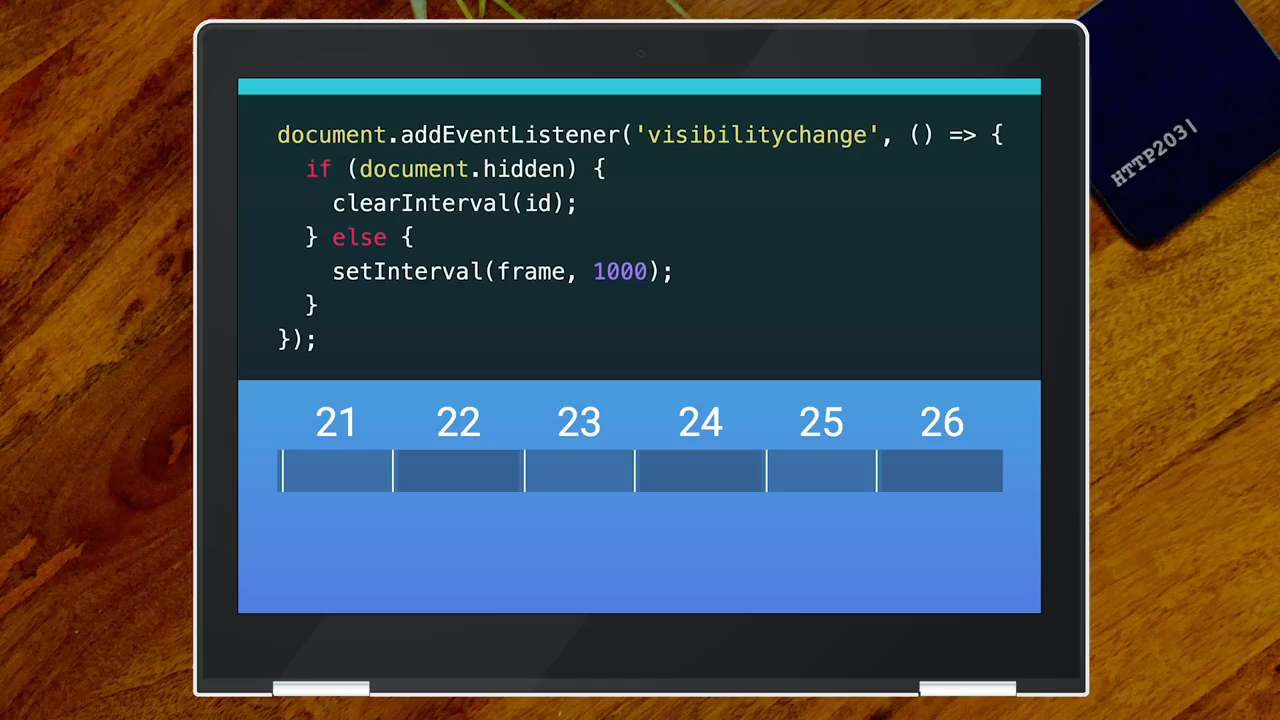 document.addEventListener('visibilitychange', () => {
  if (document.hidden) {
    clearInterval(id);
  } else {
    setInterval(frame, 1000);
  }
});
21 22 23 24 25 26
HTTP203|